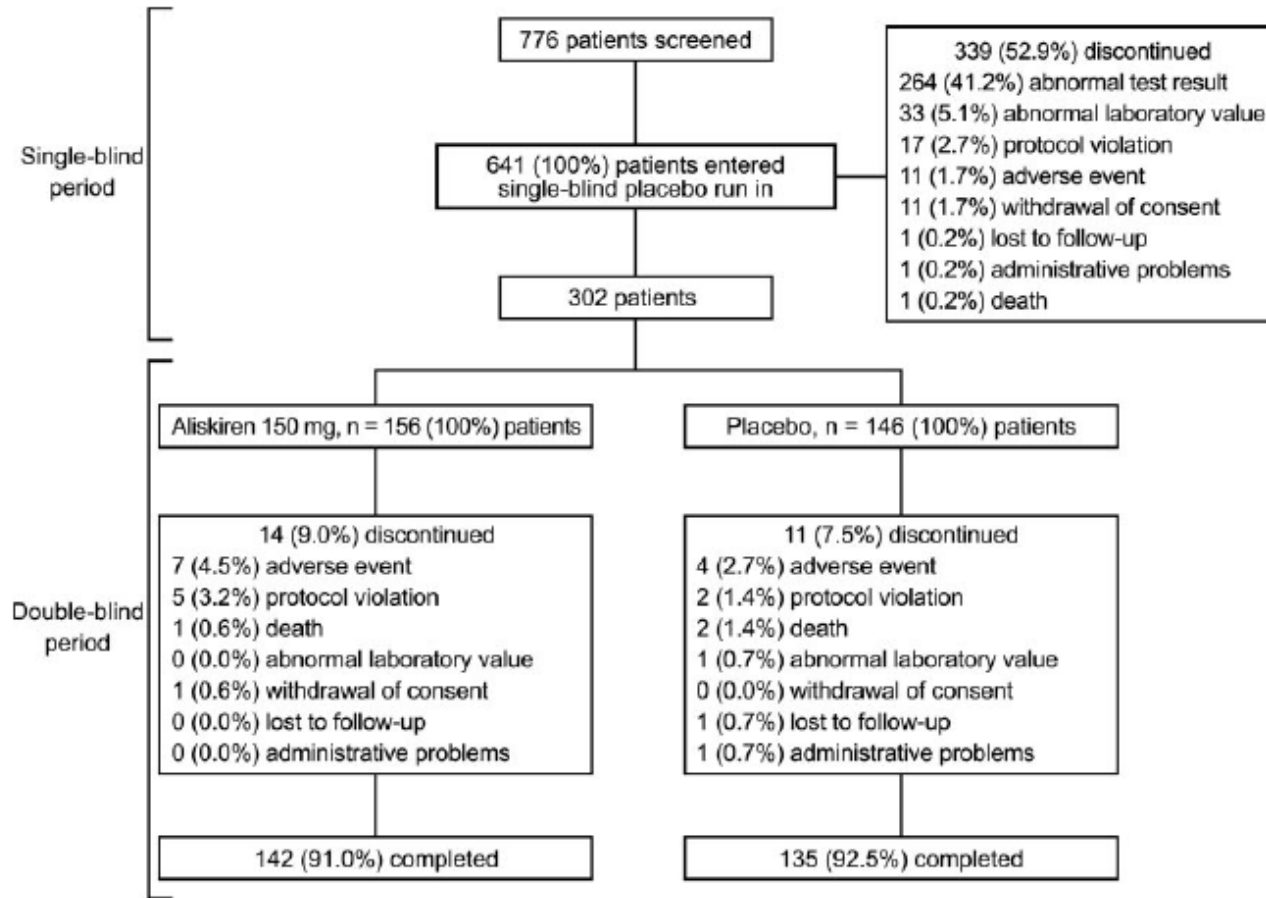 776 patients screened
339 (52.9%) discontinued
264 (41.2%) abnormal test result
33 (5.1%) abnormal laboratory value
17 (2.7%) protocol violation
11 (1.7%) adverse event
11 (1.7%) withdrawal of consent
1 (0.2%) lost to follow-up
1 (0.2%) administrative problems
1 (0.2%) death
Single-blind
period
641 (100%) patients entered
single-blind placebo run in
302 patients
Aliskiren 150 mg, n = 156 (100%) patients
Placebo, n = 146 (100%) patients
Double-blind
period
14 (9.0%) discontinued
7 (4.5%) adverse event
5 (3.2%) protocol violation
1 (0.6%) death
0 (0.0%) abnormal laboratory value
1 (0.6%) withdrawal of consent
0 (0.0%) lost to follow-up
0 (0.0%) administrative problems
11 (7.5%) discontinued
4 (2.7%) adverse event
2 (1.4%) protocol violation
2 (1.4%) death
1 (0.7%) abnormal laboratory value
0 (0.0%) withdrawal of consent
1 (0.7%) lost to follow-up
1 (0.7%) administrative problems
142 (91.0%) completed
135 (92.5%) completed